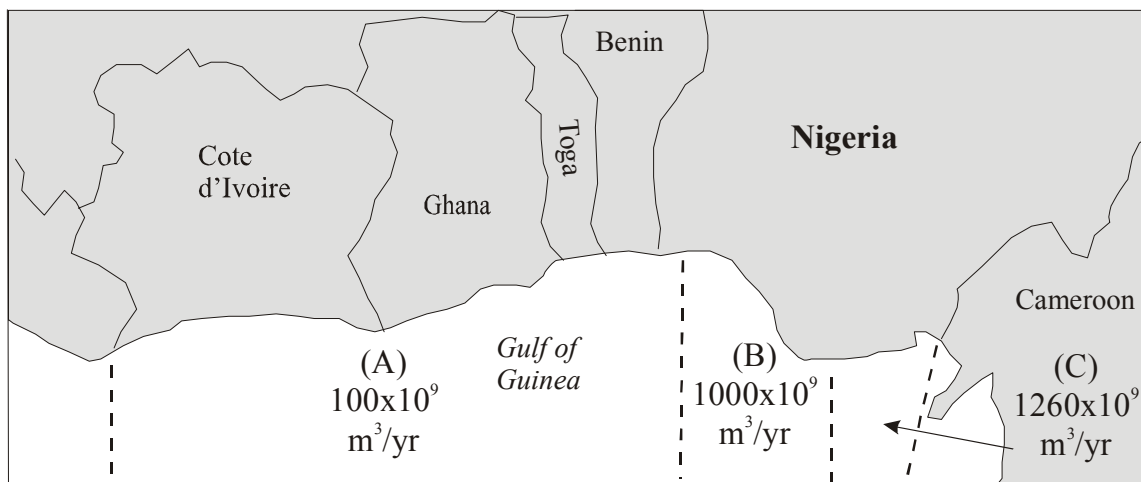 Benin
Toga
Nigeria
Cote
d’Ivoire
Ghana
Cameroon
Gulf of
Guinea
(A)
100x10⁹
m³/yr
(B)
1000x10⁹
m³/yr
(C)
1260x10⁹
m³/yr